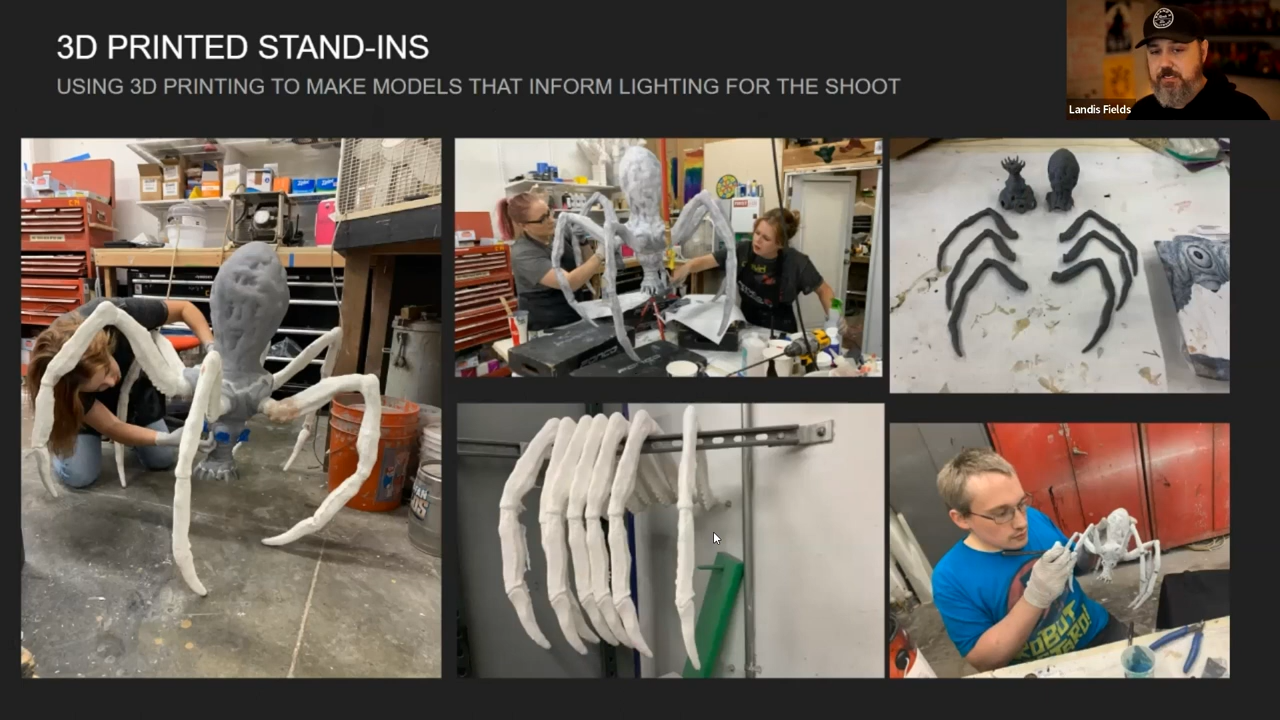 3D PRINTED STAND-INS
USING 3D PRINTING TO MAKE MODELS THAT INFORM LIGHTING FOR THE SHOOT
Landis Fields